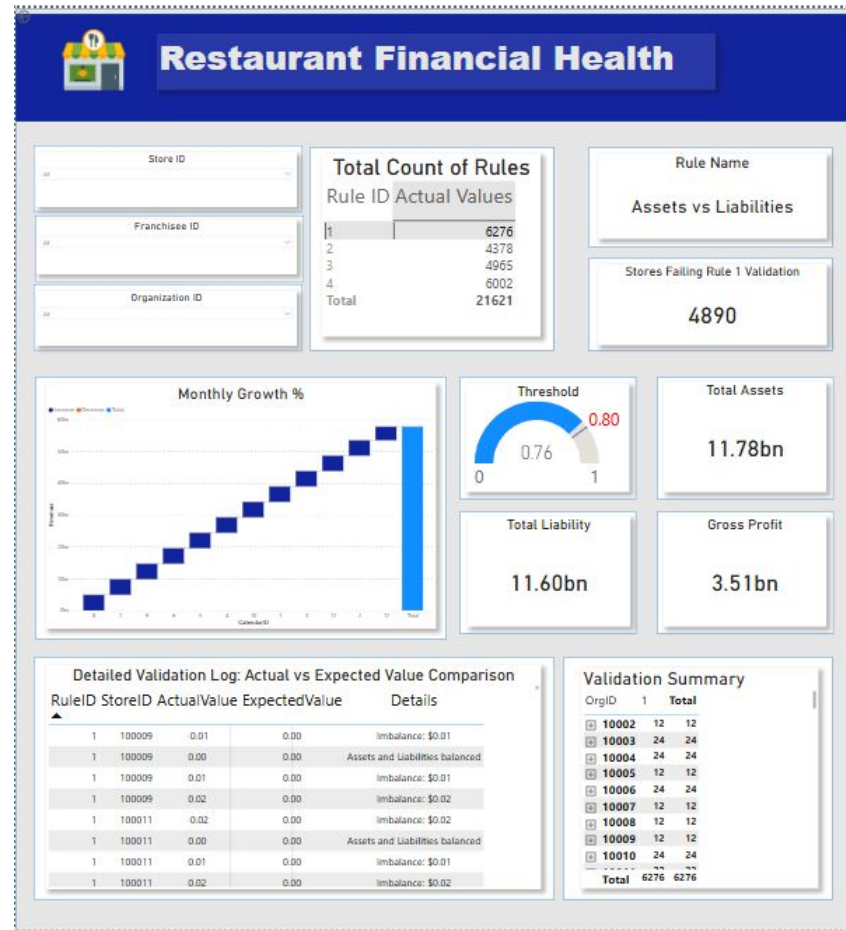 Restaurant Financial Health
Store ID
All
Franchisee ID
All
Organization ID
All
Total Count of Rules
Rule ID Actual Values
1 6276
2 4378
3 4965
4 6002
Total 21621
Rule Name
Assets vs Liabilities
Stores Failing Rule 1 Validation
4890
Monthly Growth %
Increase Decrease Total
Revenue
CalendarID
Total
Threshold
0.80
0.76
0 1
Total Assets
11.78bn
Total Liability
11.60bn
Gross Profit
3.51bn
Detailed Validation Log: Actual vs Expected Value Comparison
RuleID StoreID ActualValue ExpectedValue Details
1 100009 -0.01 0.00 Imbalance: $0.01
1 100009 0.00 0.00 Assets and Liabilities balanced
1 100009 0.01 0.00 Imbalance: $0.01
1 100009 0.02 0.00 Imbalance: $0.02
1 100011 -0.02 0.00 Imbalance: $0.02
1 100011 0.00 0.00 Assets and Liabilities balanced
1 100011 0.01 0.00 Imbalance: $0.01
1 100011 0.02 0.00 Imbalance: $0.02
Validation Summary
OrgID 1 Total
10002 12 12
10003 24 24
10004 24 24
10005 12 12
10006 24 24
10007 12 12
10008 12 12
10009 12 12
10010 24 24
Total 6276 6276